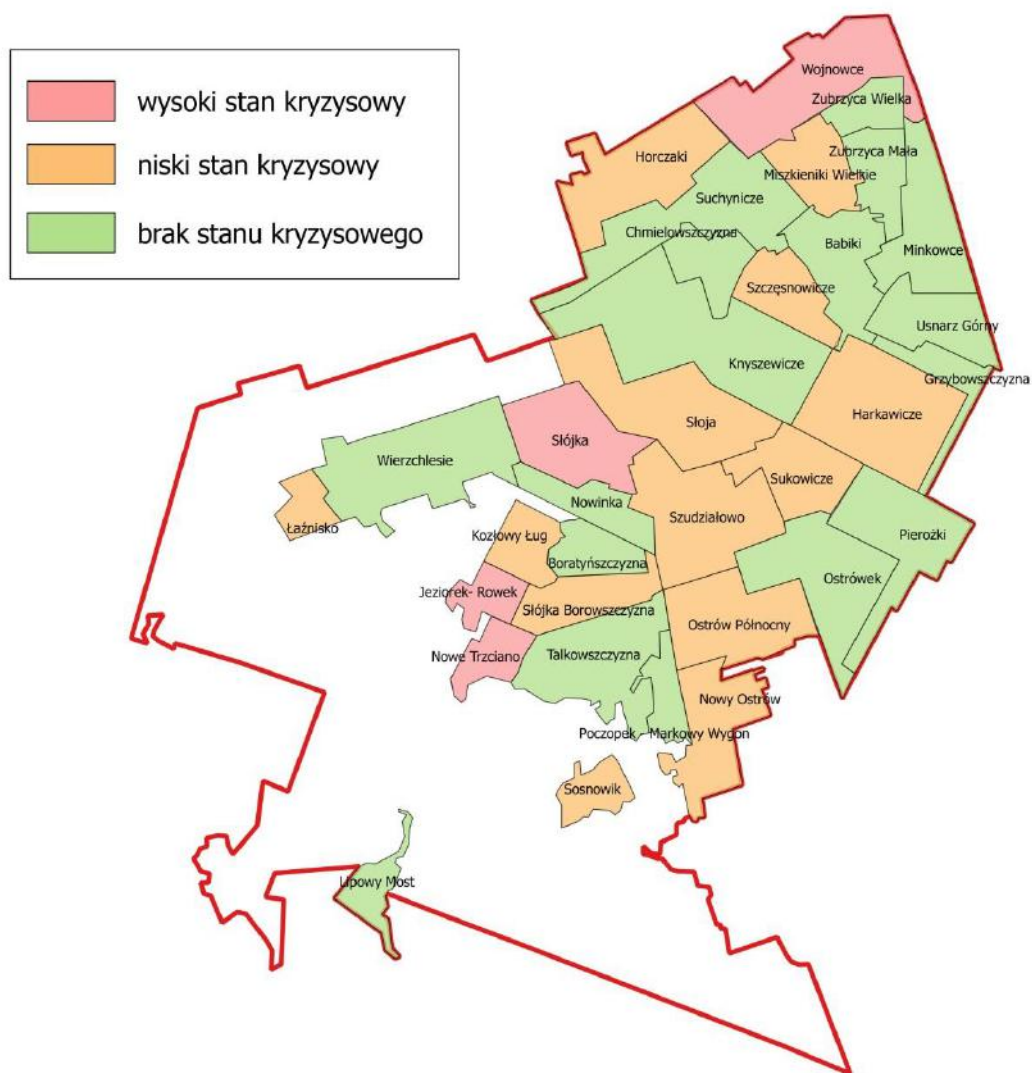 wysoki stan kryzysowy
niski stan kryzysowy
brak stanu kryzysowego
Wojnowce
Zubrzyca Wielka
Horczaki
Zubrzyca Mała
Miszkieniki Wielkie
Suchynicze
Chmielowszczyzna
Babiki
Minkowce
Szczęsnowicze
Usnarz Górny
Knyszewicze
Grzybowszczyzna
Harkawicze
Słoja
Słójka
Wierzchlesie
Sukowicze
Nowinka
Szudziałowo
Łaźnisko
Kozłowy Ług
Pierożki
Boratyńszczyzna
Ostrówek
Jeziorek- Rowek
Słójka Borowszczyzna
Ostrów Północny
Nowe Trzciano
Talkowszczyzna
Nowy Ostrów
Poczopek
Markowy Wygon
Sosnowik
Lipowy Most